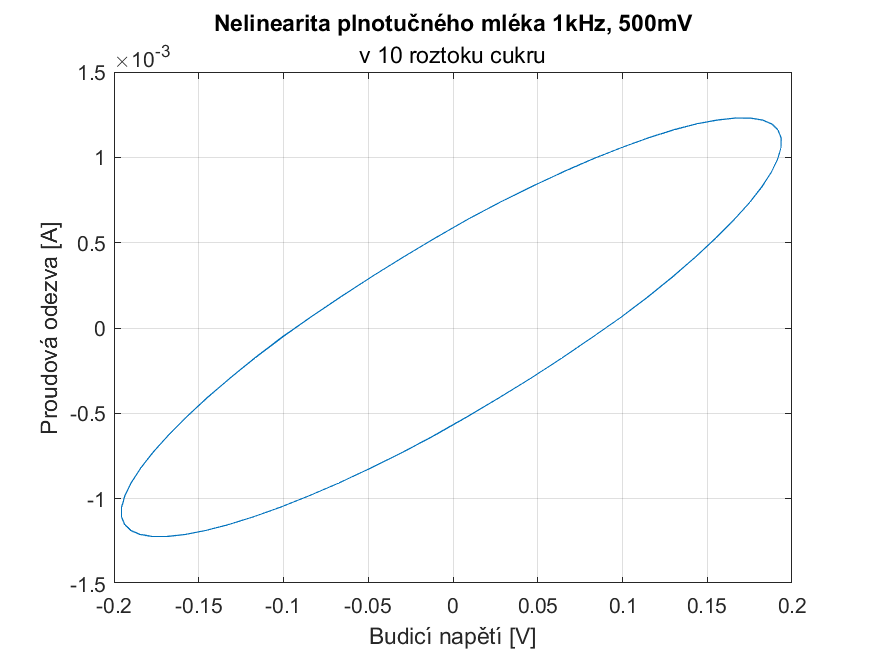 Nelinearita plnotučného mléka 1kHz, 500mV
v 10 roztoku cukru
×10-3
1.5
1
0.5
0
-0.5
-1
-1.5
Proudová odezva [A]
-0.2 -0.15 -0.1 -0.05 0 0.05 0.1 0.15 0.2
Budicí napětí [V]